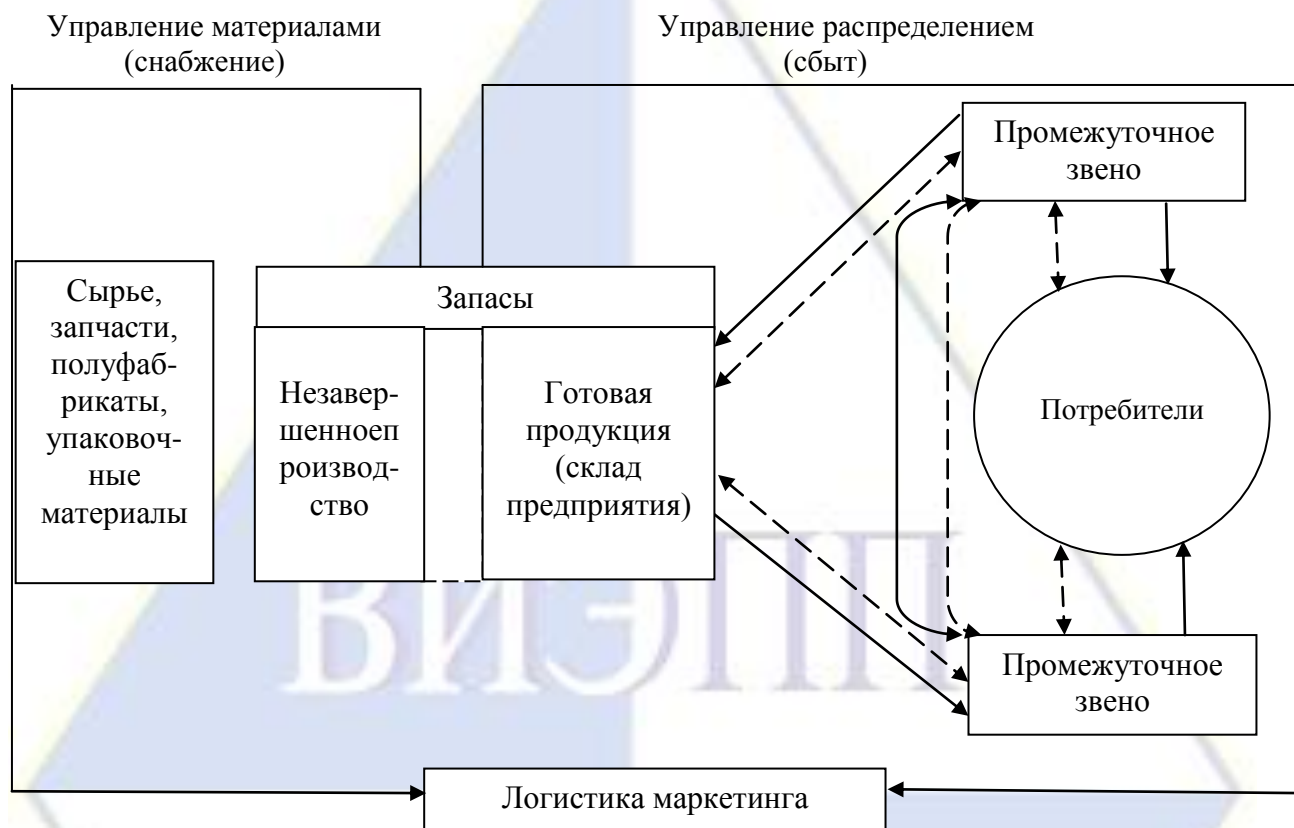 Управление материалами
(снабжение)
Управление распределением
(сбыт)
Промежуточное
звено
Сырье,
запчасти,
полуфаб-
рикаты,
упаковоч-
ные
материалы
Запасы
Незавер-
шенноеп
роизвод-
ство
Готовая
продукция
(склад
предприятия)
Потребители
ВИЭПП
Промежуточное
звено
Логистика маркетинга